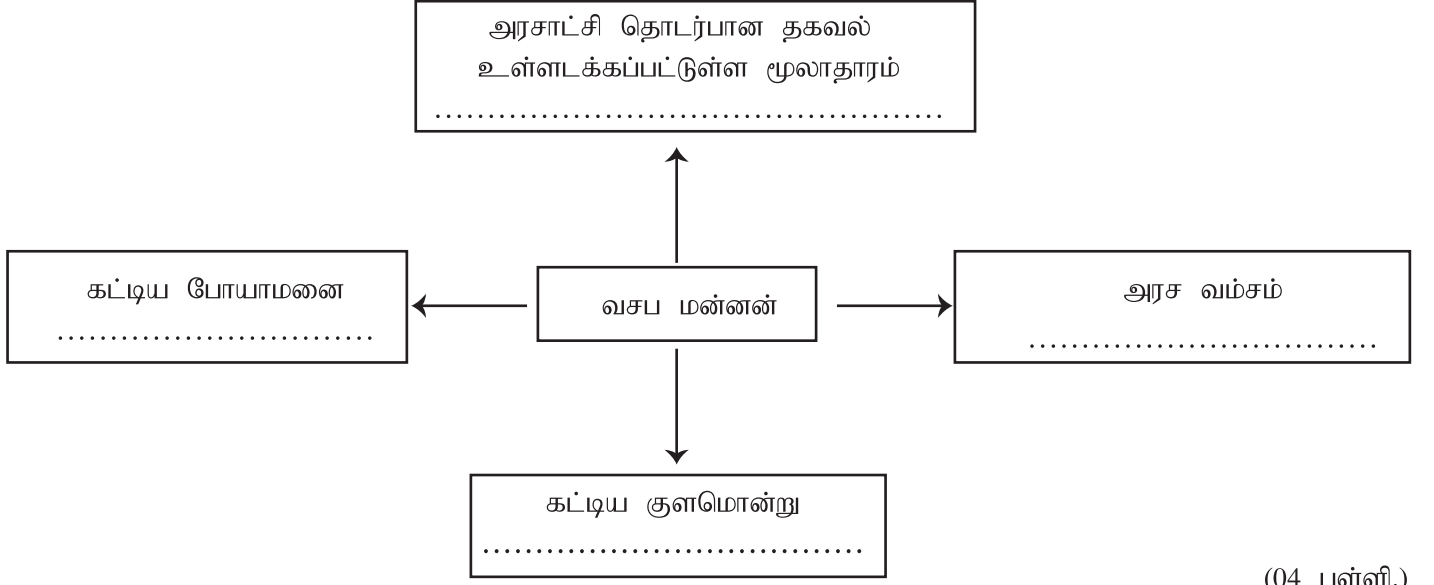 அரசாட்சி தொடர்பான தகவல்
உள்ளடக்கப்பட்டுள்ள மூலாதாரம்
................................................
கட்டிய போயாமனை
..............................
வசப மன்னன்
அரச வம்சம்
.................................
கட்டிய குளமொன்று
....................................
(04 புள்ளி.)